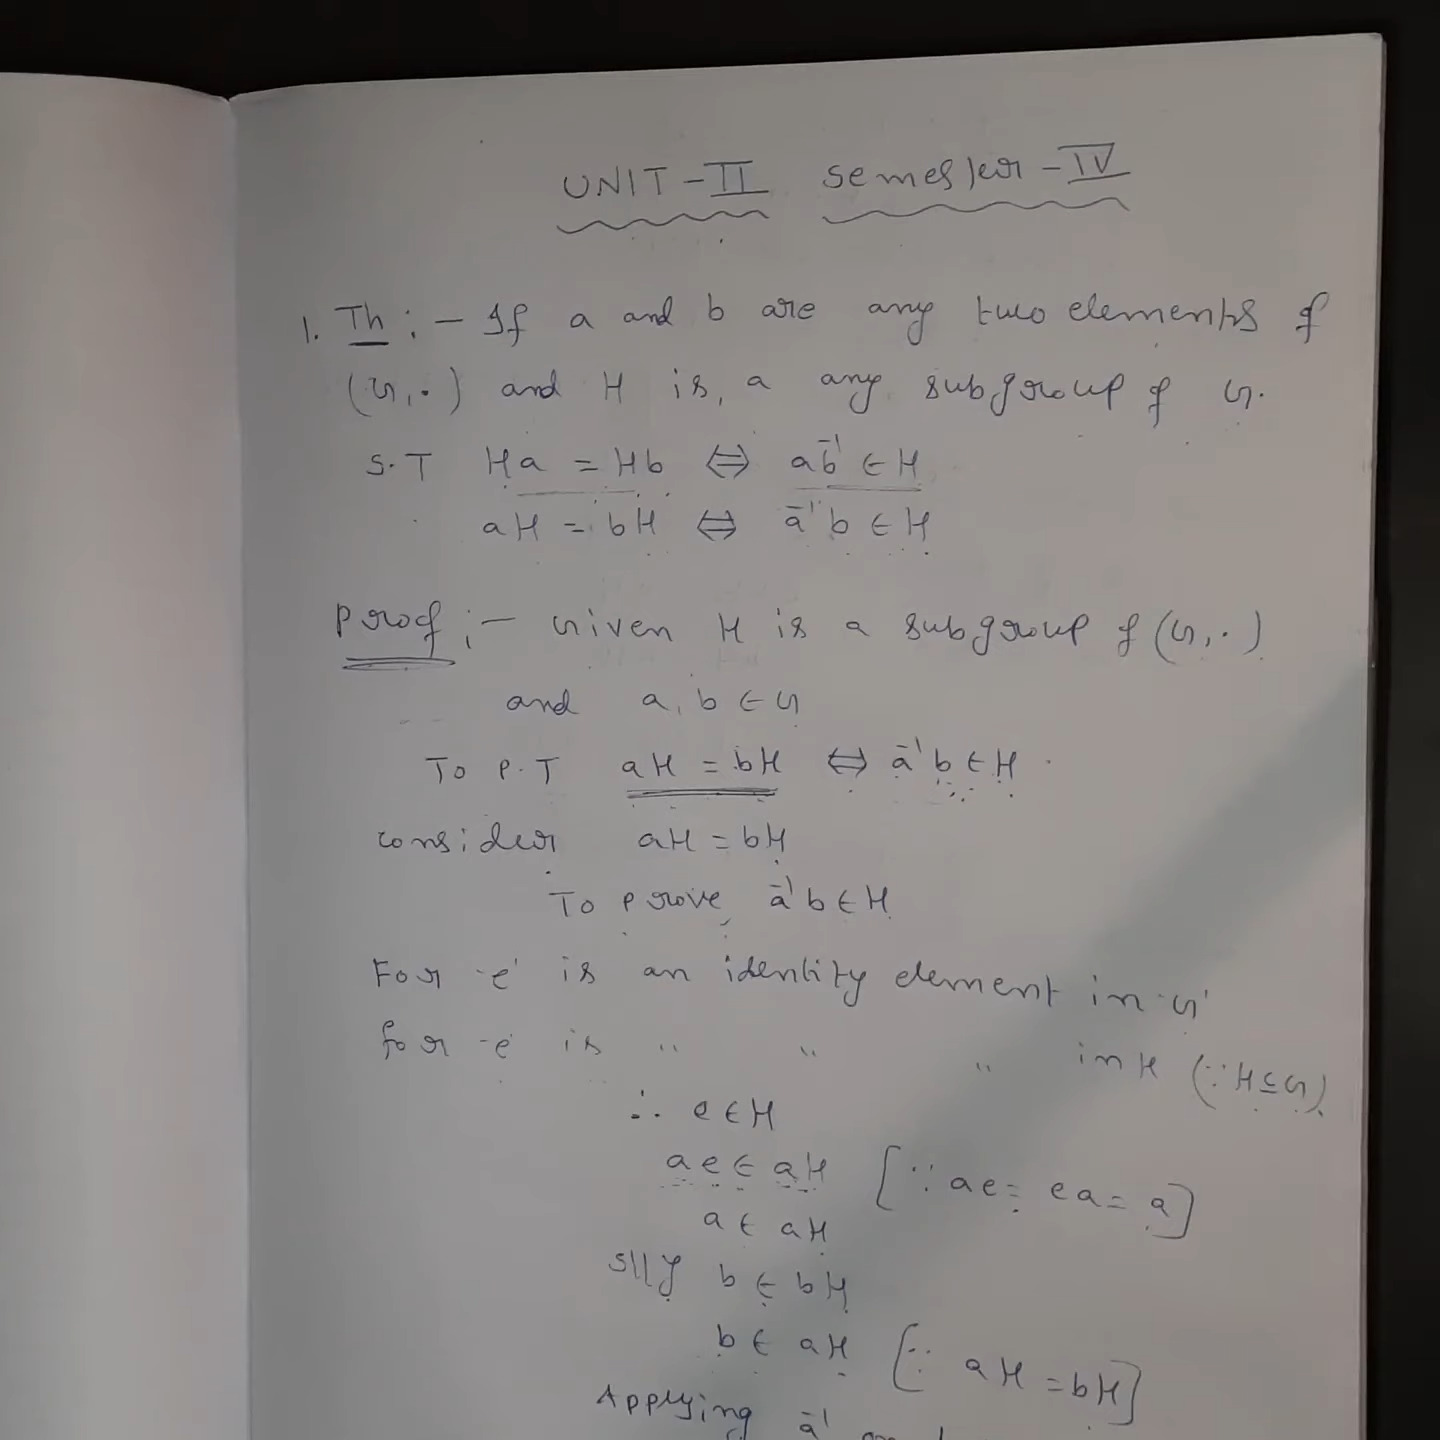 UNIT-II Semester-IV
1. Th:- If a and b are any two elements of
(G,.) and H is, a any subgroup of G.
S.T Ha = Hb ⇔ ab⁻¹ ∈ H
aH = bH ⇔ a⁻¹b ∈ H
Proof:- Given H is a subgroup of (G,.)
and a, b ∈ G
To P.T aH = bH ⇔ a⁻¹b ∈ H.
consider aH = bH
To prove, a⁻¹b ∈ H
For 'e' is an identity element in 'G'
for 'e' is " " " in H (∵ H ⊆ G)
∴ e ∈ H
ae ∈ aH [∵ ae = ea = a]
a ∈ aH
Slly b ∈ bH
b ∈ aH [∵ aH = bH]
Applying a⁻¹ on